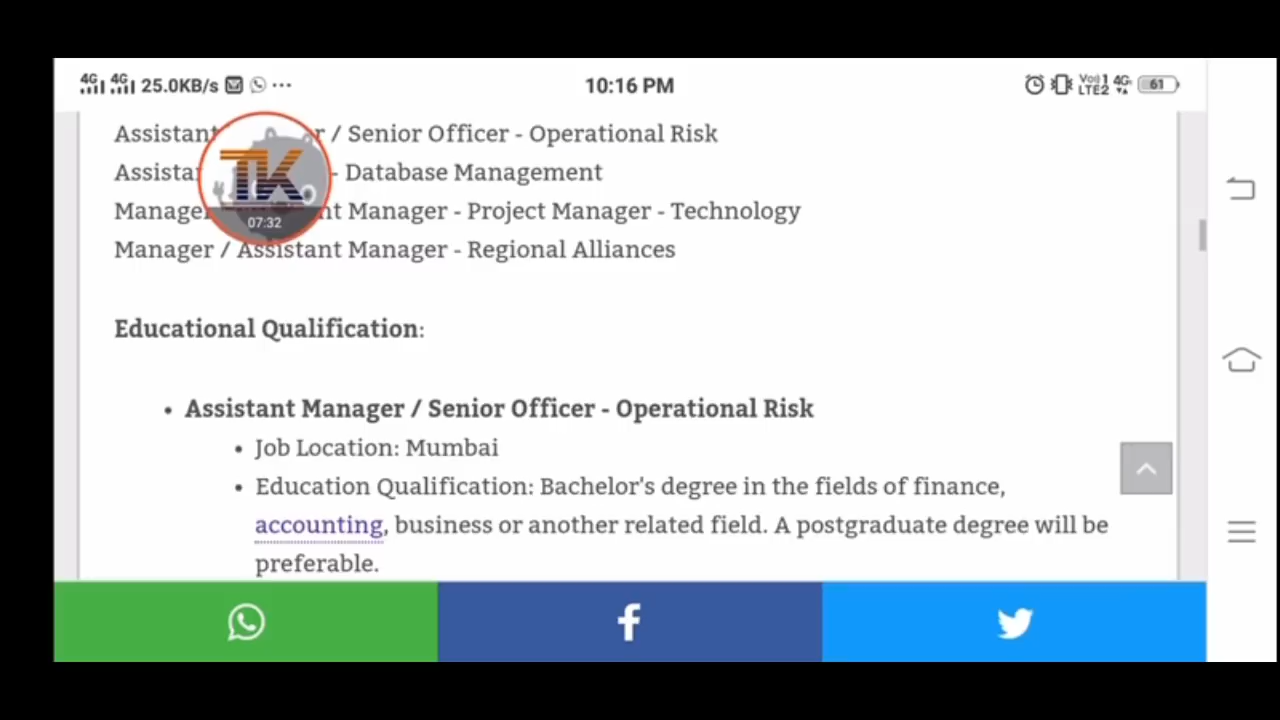 4G 4G 25.0KB/s
10:16 PM
LTE2 4G 61
Assistant / Senior Officer - Operational Risk
- Database Management
Manager - Project Manager - Technology
Manager / Assistant Manager - Regional Alliances
TK
07:32
Educational Qualification:
• Assistant Manager / Senior Officer - Operational Risk
• Job Location: Mumbai
• Education Qualification: Bachelor's degree in the fields of finance,
accounting, business or another related field. A postgraduate degree will be
preferable.